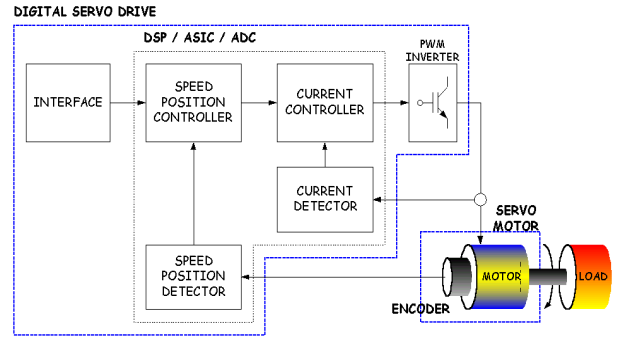 DIGITAL SERVO DRIVE
DSP / ASIC / ADC
PWM
INVERTER
INTERFACE
SPEED
POSITION
CONTROLLER
CURRENT
CONTROLLER
CURRENT
DETECTOR
SPEED
POSITION
DETECTOR
SERVO
MOTOR
MOTOR
LOAD
ENCODER